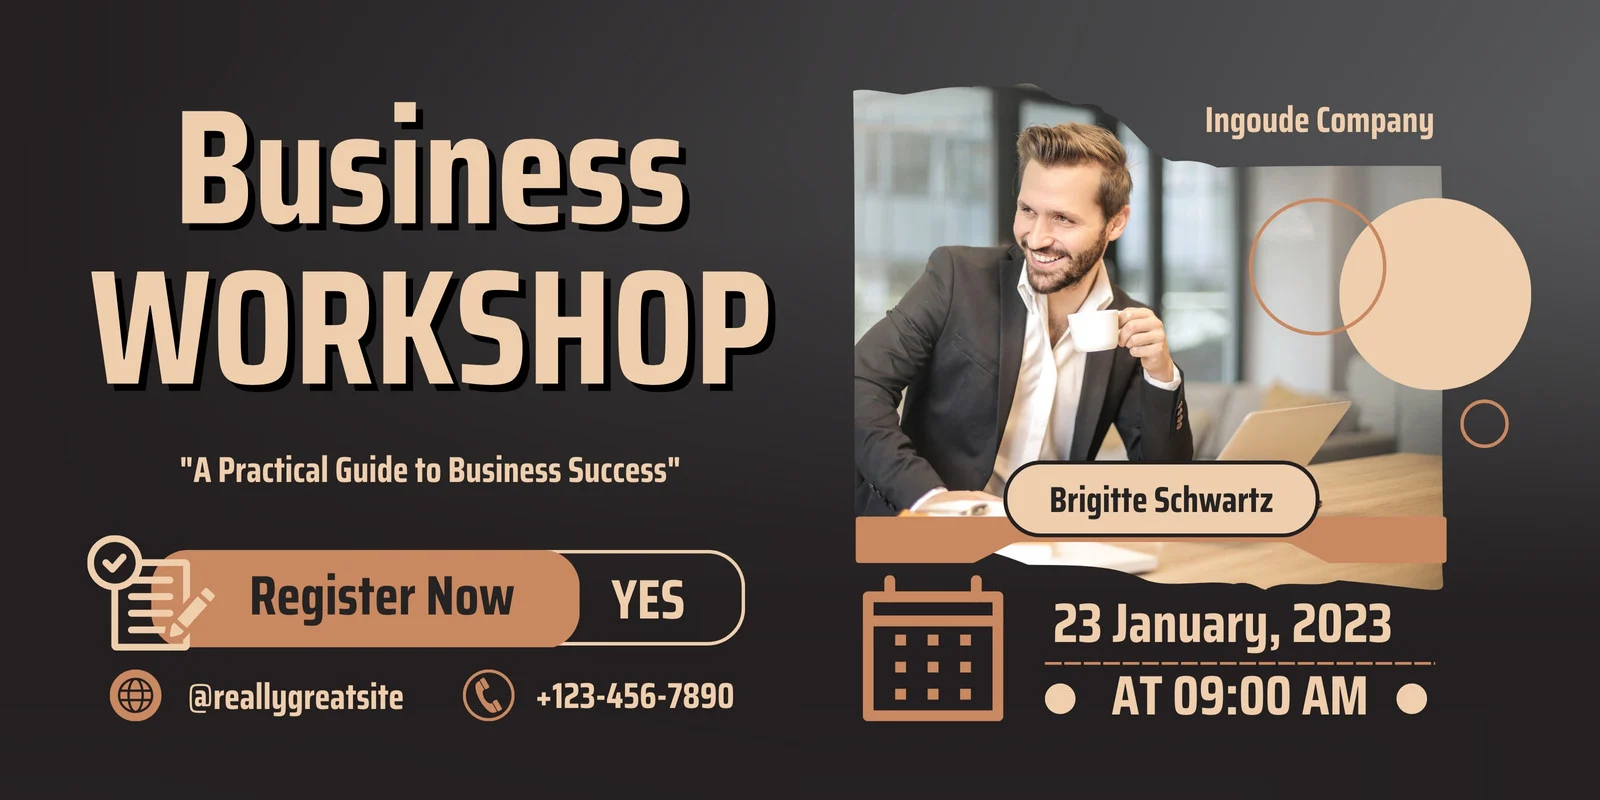 Business
WORKSHOP
"A Practical Guide to Business Success"
Register Now
YES
@reallygreatsite
+123-456-7890
Ingoude Company
Brigitte Schwartz
23 January, 2023
AT 09:00 AM